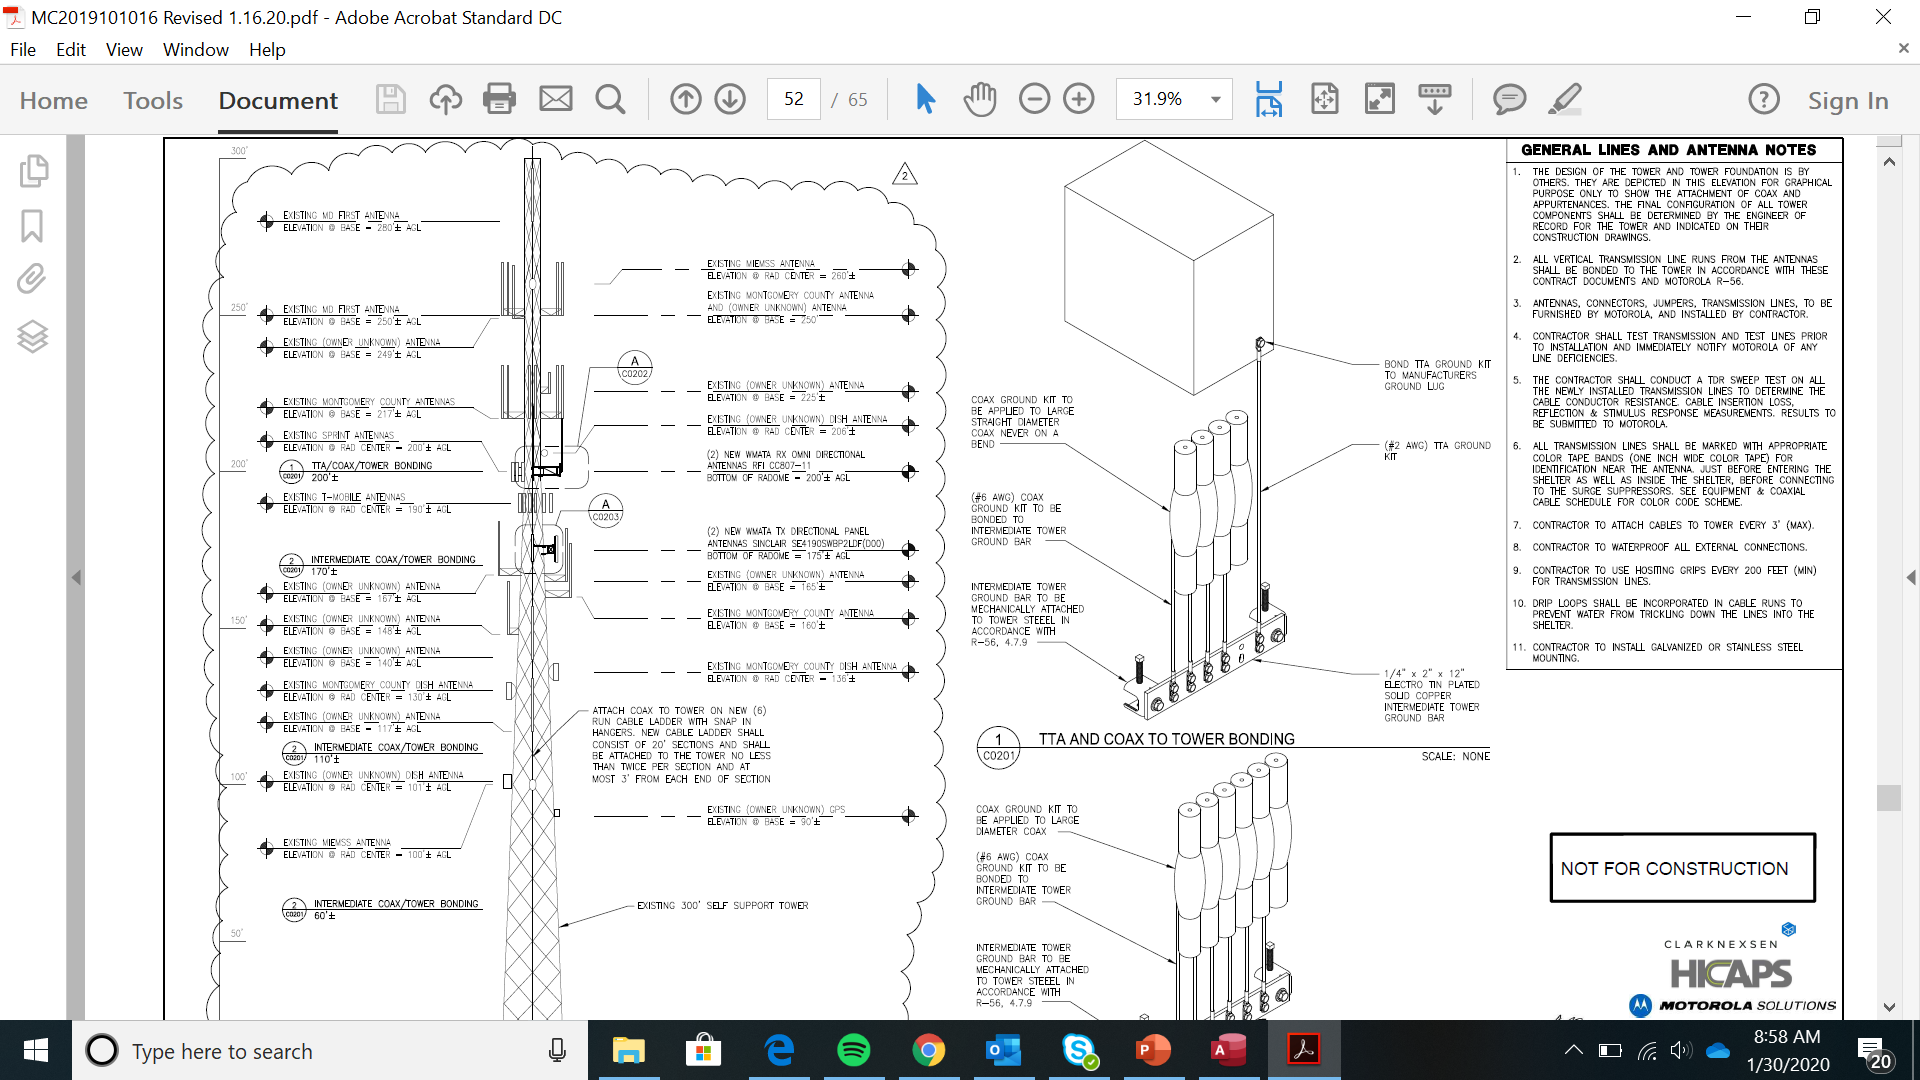 MC2019101016 Revised 1.16.20.pdf - Adobe Acrobat Standard DC
File Edit View Window Help
Home Tools Document
52 / 65
31.9%
Sign In
300'
EXISTING MD FIRST ANTENNA
ELEVATION @ BASE = 280'± AGL
250'
EXISTING MD FIRST ANTENNA
ELEVATION @ BASE = 250'± AGL
EXISTING (OWNER UNKNOWN) ANTENNA
ELEVATION @ BASE = 249'± AGL
EXISTING MONTGOMERY COUNTY ANTENNAS
ELEVATION @ BASE = 217'± AGL
EXISTING SPRINT ANTENNAS
ELEVATION @ RAD CENTER = 200'± AGL
200'
1
C0201
TTA/COAX/TOWER BONDING
200'±
EXISTING T-MOBILE ANTENNAS
ELEVATION @ RAD CENTER = 190'± AGL
2
C0201
INTERMEDIATE COAX/TOWER BONDING
170'±
EXISTING (OWNER UNKNOWN) ANTENNA
ELEVATION @ BASE = 167'± AGL
150'
EXISTING (OWNER UNKNOWN) ANTENNA
ELEVATION @ BASE = 148'± AGL
EXISTING (OWNER UNKNOWN) ANTENNA
ELEVATION @ BASE = 140'± AGL
EXISTING MONTGOMERY COUNTY DISH ANTENNA
ELEVATION @ RAD CENTER = 130'± AGL
EXISTING (OWNER UNKNOWN) ANTENNA
ELEVATION @ BASE = 117'± AGL
2
C0201
INTERMEDIATE COAX/TOWER BONDING
110'±
100'
EXISTING (OWNER UNKNOWN) DISH ANTENNA
ELEVATION @ RAD CENTER = 101'± AGL
EXISTING MIEMSS ANTENNA
ELEVATION @ RAD CENTER = 100'± AGL
2
C0201
INTERMEDIATE COAX/TOWER BONDING
60'±
50'
2
EXISTING MIEMSS ANTENNA
ELEVATION @ RAD CENTER = 260'±
EXISTING MONTGOMERY COUNTY ANTENNA
AND (OWNER UNKNOWN) ANTENNA
ELEVATION @ BASE = 250'
A
C0202
EXISTING (OWNER UNKNOWN) ANTENNA
ELEVATION @ BASE = 225'±
EXISTING (OWNER UNKNOWN) DISH ANTENNA
ELEVATION @ RAD CENTER = 206'±
(2) NEW WMATA RX OMNI DIRECTIONAL
ANTENNAS RFI CC807-11
BOTTOM OF RADOME = 200'± AGL
A
C0203
(2) NEW WMATA TX DIRECTIONAL PANEL
ANTENNAS SINCLAIR SE419OSWBP2LDF(D00)
BOTTOM OF RADOME = 175'± AGL
EXISTING (OWNER UNKNOWN) ANTENNA
ELEVATION @ BASE = 165'±
EXISTING MONTGOMERY COUNTY ANTENNA
ELEVATION @ BASE = 160'±
EXISTING MONTGOMERY COUNTY DISH ANTENNA
ELEVATION @ RAD CENTER = 136'±
ATTACH COAX TO TOWER ON NEW (6)
RUN CABLE LADDER WITH SNAP IN
HANGERS. NEW CABLE LADDER SHALL
CONSIST OF 20' SECTIONS AND SHALL
BE ATTACHED TO THE TOWER NO LESS
THAN TWICE PER SECTION AND AT
MOST 3' FROM EACH END OF SECTION
EXISTING (OWNER UNKNOWN) GPS
ELEVATION @ BASE = 90'±
EXISTING 300' SELF SUPPORT TOWER
BOND TTA GROUND KIT
TO MANUFACTURERS
GROUND LUG
COAX GROUND KIT TO
BE APPLIED TO LARGE
STRAIGHT DIAMETER
COAX NEVER ON A
BEND
(#2 AWG) TTA GROUND
KIT
(#6 AWG) COAX
GROUND KIT TO BE
BONDED TO
INTERMEDIATE TOWER
GROUND BAR
INTERMEDIATE TOWER
GROUND BAR TO BE
MECHANICALLY ATTACHED
TO TOWER STEEEL IN
ACCORDANCE WITH
R-56, 4.7.9
1/4" x 2" x 12"
ELECTRO TIN PLATED
SOLID COPPER
INTERMEDIATE TOWER
GROUND BAR
1
C0201
TTA AND COAX TO TOWER BONDING
SCALE: NONE
COAX GROUND KIT TO
BE APPLIED TO LARGE
DIAMETER COAX
(#6 AWG) COAX
GROUND KIT TO BE
BONDED TO
INTERMEDIATE TOWER
GROUND BAR
INTERMEDIATE TOWER
GROUND BAR TO BE
MECHANICALLY ATTACHED
TO TOWER STEEEL IN
ACCORDANCE WITH
R-56, 4.7.9
GENERAL LINES AND ANTENNA NOTES
1. THE DESIGN OF THE TOWER AND TOWER FOUNDATION IS BY
OTHERS. THEY ARE DEPICTED IN THIS ELEVATION FOR GRAPHICAL
PURPOSE ONLY TO SHOW THE ATTACHMENT OF COAX AND
APPURTENANCES. THE FINAL CONFIGURATION OF ALL TOWER
COMPONENTS SHALL BE DETERMINED BY THE ENGINEER OF
RECORD FOR THE TOWER AND INDICATED ON THEIR
CONSTRUCTION DRAWINGS.
2. ALL VERTICAL TRANSMISSION LINE RUNS FROM THE ANTENNAS
SHALL BE BONDED TO THE TOWER IN ACCORDANCE WITH THESE
CONTRACT DOCUMENTS AND MOTOROLA R-56.
3. ANTENNAS, CONNECTORS, JUMPERS, TRANSMISSION LINES, TO BE
FURNISHED BY MOTOROLA, AND INSTALLED BY CONTRACTOR.
4. CONTRACTOR SHALL TEST TRANSMISSION AND TEST LINES PRIOR
TO INSTALLATION AND IMMEDIATELY NOTIFY MOTOROLA OF ANY
LINE DEFICIENCIES.
5. THE CONTRACTOR SHALL CONDUCT A TDR SWEEP TEST ON ALL
THE NEWLY INSTALLED TRANSMISSION LINES TO DETERMINE THE
CABLE CONDUCTOR RESISTANCE. CABLE INSERTION LOSS,
REFLECTION & STIMULUS RESPONSE MEASUREMENTS. RESULTS TO
BE SUBMITTED TO MOTOROLA.
6. ALL TRANSMISSION LINES SHALL BE MARKED WITH APPROPRIATE
COLOR TAPE BANDS (ONE INCH WIDE COLOR TAPE) FOR
IDENTIFICATION NEAR THE ANTENNA. JUST BEFORE ENTERING THE
SHELTER AS WELL AS INSIDE THE SHELTER, BEFORE CONNECTING
TO THE SURGE SUPPRESSORS. SEE EQUIPMENT & COAXIAL
CABLE SCHEDULE FOR COLOR CODE SCHEME.
7. CONTRACTOR TO ATTACH CABLES TO TOWER EVERY 3' (MAX).
8. CONTRACTOR TO WATERPROOF ALL EXTERNAL CONNECTIONS.
9. CONTRACTOR TO USE HOSITING GRIPS EVERY 200 FEET (MIN)
FOR TRANSMISSION LINES.
10. DRIP LOOPS SHALL BE INCORPORATED IN CABLE RUNS TO
PREVENT WATER FROM TRICKLING DOWN THE LINES INTO THE
SHELTER.
11. CONTRACTOR TO INSTALL GALVANIZED OR STAINLESS STEEL
MOUNTING.
NOT FOR CONSTRUCTION
CLARKNEXSEN
HICAPS
MOTOROLA SOLUTIONS
Type here to search
8:58 AM
1/30/2020
20